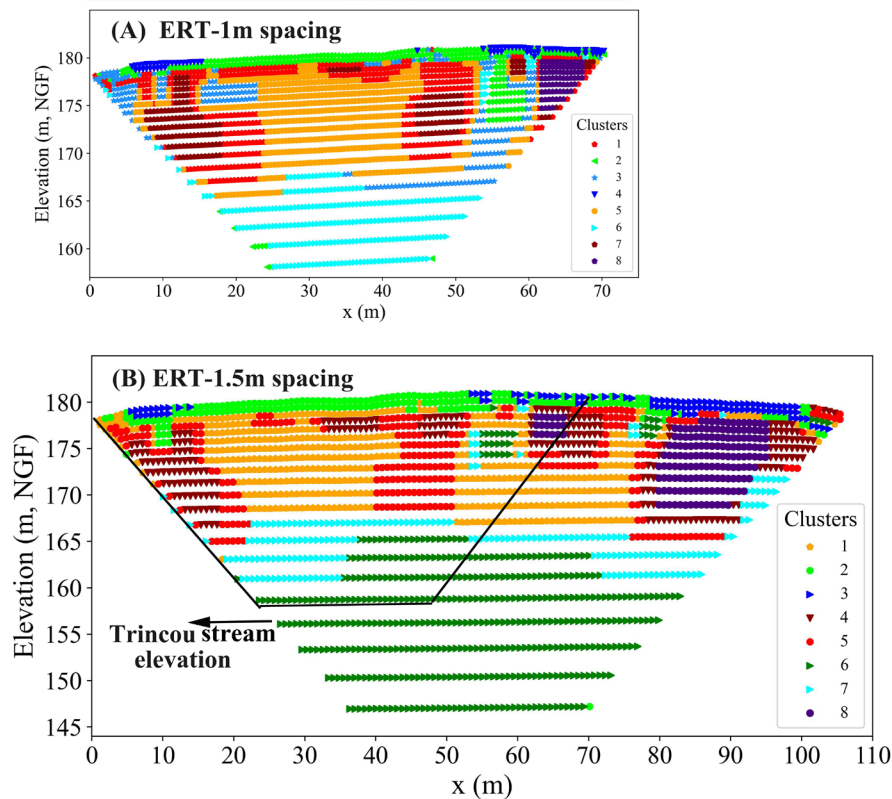 (A) ERT-1m spacing
Elevation (m, NGF)
180
175
170
165
160
Clusters
1
2
3
4
5
6
7
8
0 10 20 30 40 50 60 70
x (m)
(B) ERT-1.5m spacing
Elevation (m, NGF)
180
175
170
165
160
155
150
145
Trincou stream
elevation
Clusters
1
2
3
4
5
6
7
8
0 10 20 30 40 50 60 70 80 90 100 110
x (m)